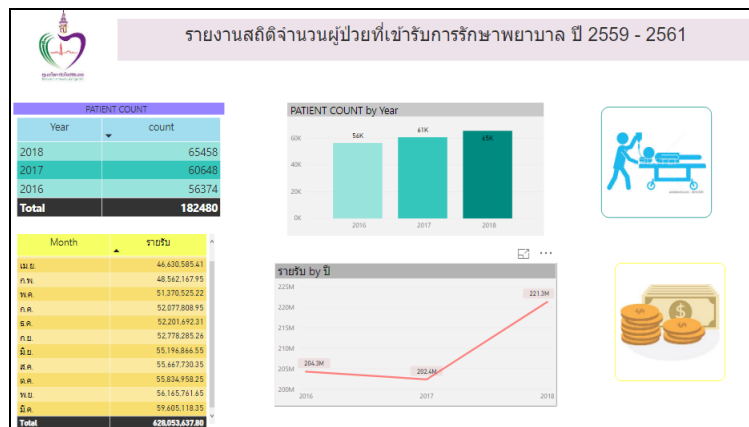 รายงานสถิติจำนวนผู้ป่วยที่เข้ารับการรักษาพยาบาล ปี 2559 - 2561
PATIENT COUNT
Year count
2018 65458
2017 60648
2016 56374
Total 182480
PATIENT COUNT by Year
60K
40K
20K
0K
56K
61K
65K
2016 2017 2018
Month รายรับ
เม.ย. 46,630,585.41
ก.พ. 48,562,167.95
พ.ค. 51,370,525.22
ก.ค. 52,077,808.95
ธ.ค. 52,201,692.31
ก.ย. 52,778,285.26
มิ.ย. 55,196,866.55
ส.ค. 55,667,730.35
ต.ค. 55,834,958.25
พ.ย. 56,165,761.65
มี.ค. 59,605,118.35
Total 628,053,637.80
รายรับ by ปี
225M
220M
215M
210M
205M
200M
204.3M
202.4M
221.3M
2016 2017 2018